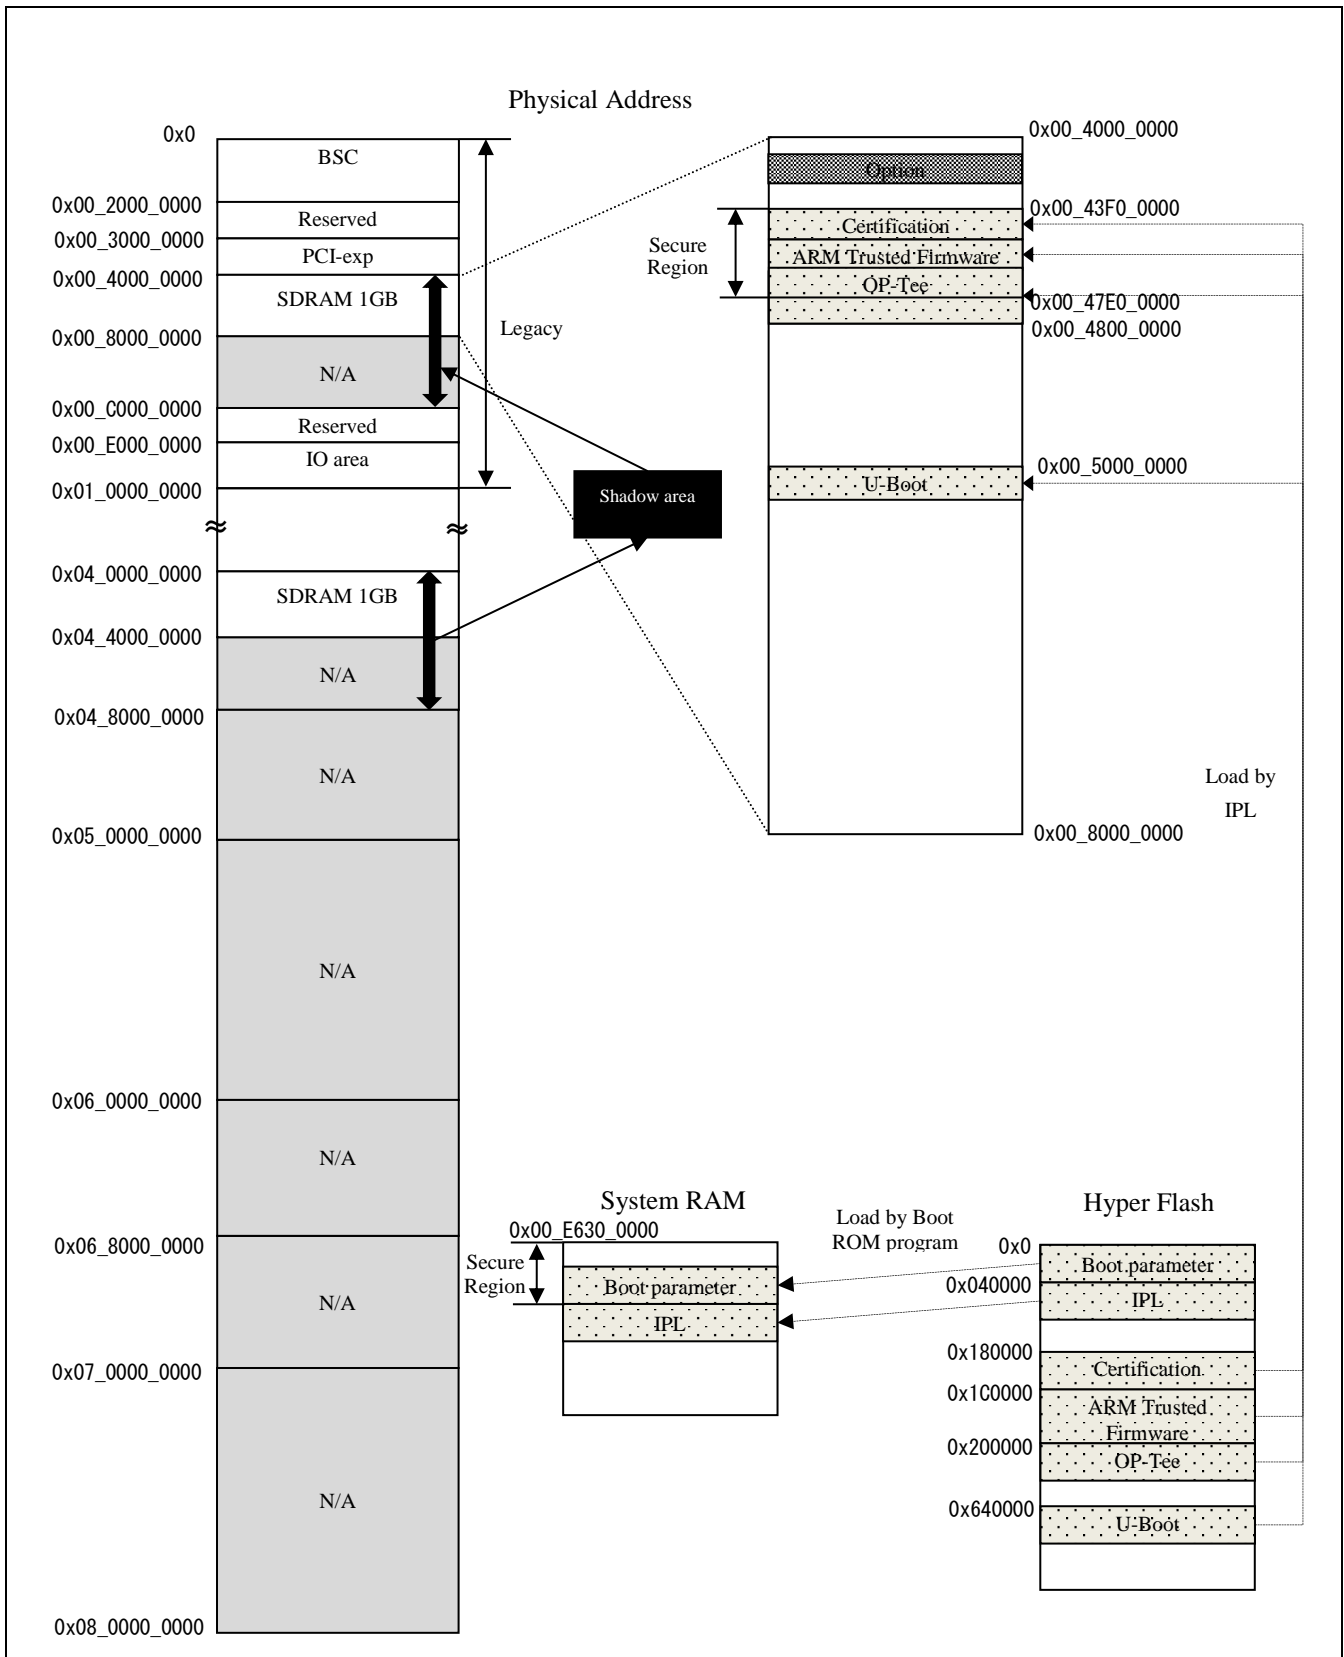 Physical Address
0x0
BSC
0x00_2000_0000
Reserved
0x00_3000_0000
PCI-exp
0x00_4000_0000
SDRAM 1GB
0x00_8000_0000
N/A
0x00_C000_0000
Reserved
0x00_E000_0000
IO area
0x01_0000_0000
Legacy
Shadow area
0x04_0000_0000
SDRAM 1GB
0x04_4000_0000
N/A
0x04_8000_0000
N/A
0x05_0000_0000
N/A
0x06_0000_0000
N/A
0x06_8000_0000
N/A
0x07_0000_0000
N/A
0x08_0000_0000
0x00_4000_0000
Option
0x00_43F0_0000
Secure
Region
Certification
ARM Trusted Firmware
OP-Tee
0x00_47E0_0000
0x00_4800_0000
0x00_5000_0000
U-Boot
0x00_8000_0000
Load by
IPL
System RAM
0x00_E630_0000
Secure
Region
Boot parameter
IPL
Load by Boot
ROM program
Hyper Flash
0x0
Boot parameter
0x040000
IPL
0x180000
Certification
0x1C0000
ARM Trusted
Firmware
0x200000
OP-Tee
0x640000
U-Boot